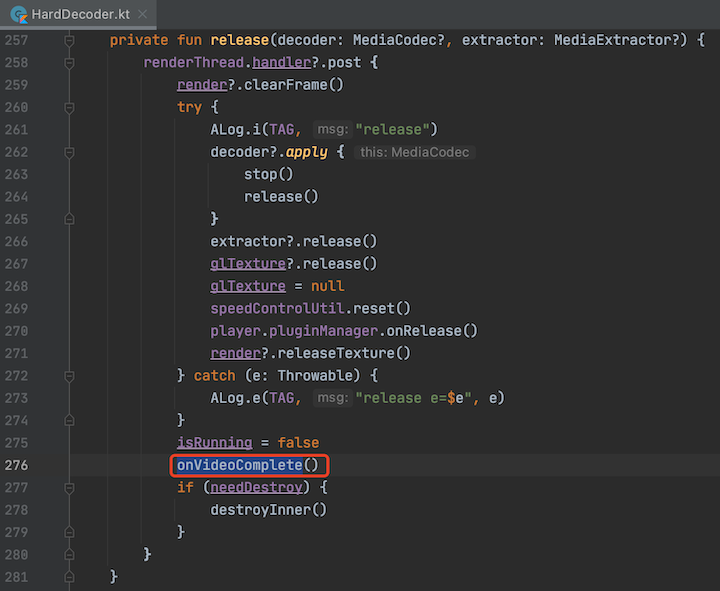 HardDecoder.kt
257 private fun release(decoder: MediaCodec?, extractor: MediaExtractor?) {
258 renderThread.handler?.post {
259 render?.clearFrame()
260 try {
261 ALog.i(TAG, msg: "release")
262 decoder?.apply { this: MediaCodec
263 stop()
264 release()
265 }
266 extractor?.release()
267 glTexture?.release()
268 glTexture = null
269 speedControlUtil.reset()
270 player.pluginManager.onRelease()
271 render?.releaseTexture()
272 } catch (e: Throwable) {
273 ALog.e(TAG, msg: "release e=$e", e)
274 }
275 isRunning = false
276 onVideoComplete()
277 if (needDestroy) {
278 destroyInner()
279 }
280 }
281 }